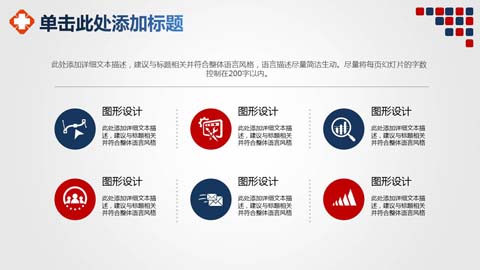 单击此处添加标题
此处添加详细文本描述，建议与标题相关并符合整体语言风格，语言描述尽量简洁生动。尽量将每页幻灯片的字数
控制在200字以内。
图形设计
此处添加详细文本描
述，建议与标题相关
并符合整体语言风格
图形设计
此处添加详细文本描
述，建议与标题相关
并符合整体语言风格
图形设计
此处添加详细文本描
述，建议与标题相关
并符合整体语言风格
图形设计
此处添加详细文本描
述，建议与标题相关
并符合整体语言风格
图形设计
此处添加详细文本描
述，建议与标题相关
并符合整体语言风格
图形设计
此处添加详细文本描
述，建议与标题相关
并符合整体语言风格